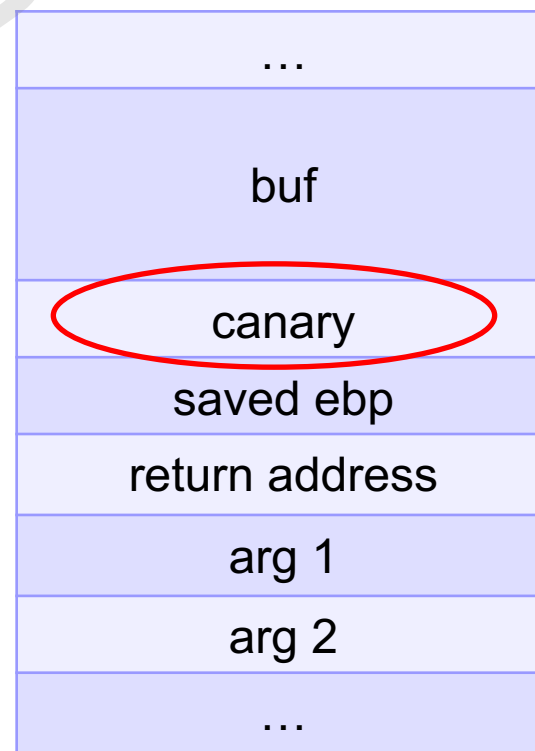 …
buf
canary
saved ebp
return address
arg 1
arg 2
…